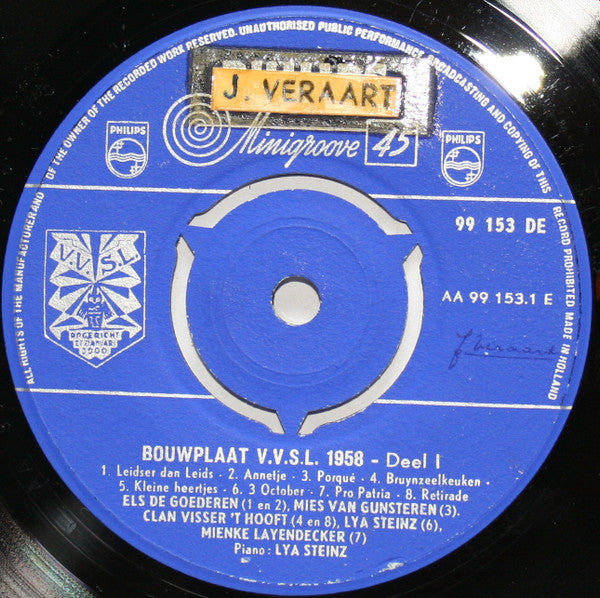 ALL RIGHTS OF THE MANUFACTURER AND OF THE OWNER OF THE RECORDED WORK RESERVED. UNAUTHORISED PUBLIC PERFORMANCE, BROADCASTING AND COPYING OF THIS RECORD PROHIBITED MADE IN HOLLAND
J. VERAART
PHILIPS
Minigroove 45
PHILIPS
99 153 DE
V.V.S.L.
OPGERICHT
1900
AA 99 153.1 E
J Veraart
BOUWPLAAT V.V.S.L. 1958 - Deel I
1. Leidser dan Leids - 2. Annetje - 3. Porqué - 4. Bruynzeelkeuken -
5. Kleine heertjes - 6. 3 October - 7. Pro Patria - 8. Retirade
ELS DE GOEDEREN (1 en 2), MIES VAN GUNSTEREN (3).
CLAN VISSER 'T HOOFT (4 en 8), LYA STEINZ (6),
MIENKE LAYENDECKER (7)
Piano : LYA STEINZ